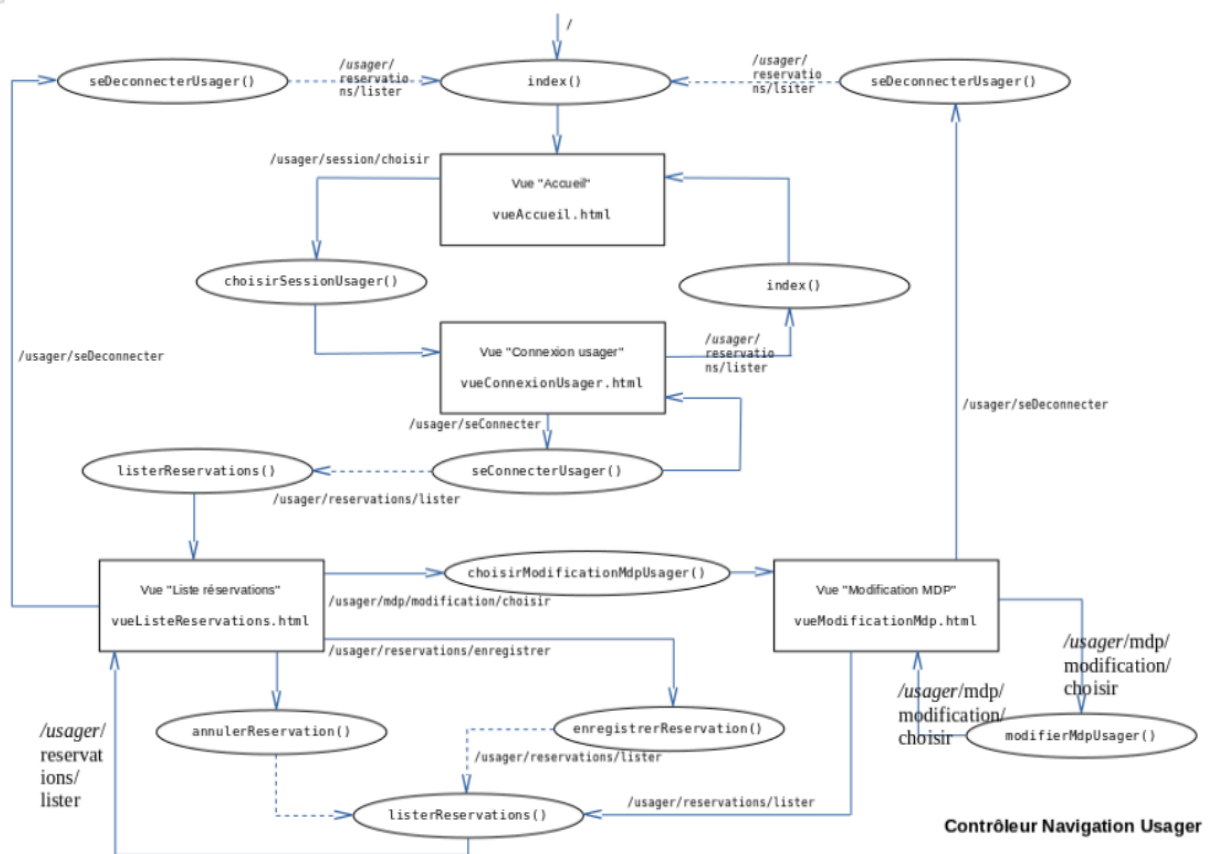 /
seDeconnecterUsager()
/usager/
reservatio
ns/lister
index()
/usager/
reservatio
ns/lsiter
seDeconnecterUsager()
/usager/session/choisir
Vue "Accueil"
vueAccueil.html
choisirSessionUsager()
index()
/usager/seDeconnecter
Vue "Connexion usager"
vueConnexionUsager.html
/usager/
reservatio
ns/lister
/usager/seDeconnecter
/usager/seConnecter
listerReservations()
seConnecterUsager()
/usager/reservations/lister
Vue "Liste réservations"
vueListeReservations.html
choisirModificationMdpUsager()
/usager/mdp/modification/choisir
Vue "Modification MDP"
vueModificationMdp.html
/usager/reservations/enregistrer
/usager/mdp/
modification/
choisir
/usager/mdp/
modification/
choisir
/usager/
reservat
ions/
lister
annulerReservation()
enregistrerReservation()
modifierMdpUsager()
/usager/reservations/lister
/usager/reservations/lister
listerReservations()
Contrôleur Navigation Usager